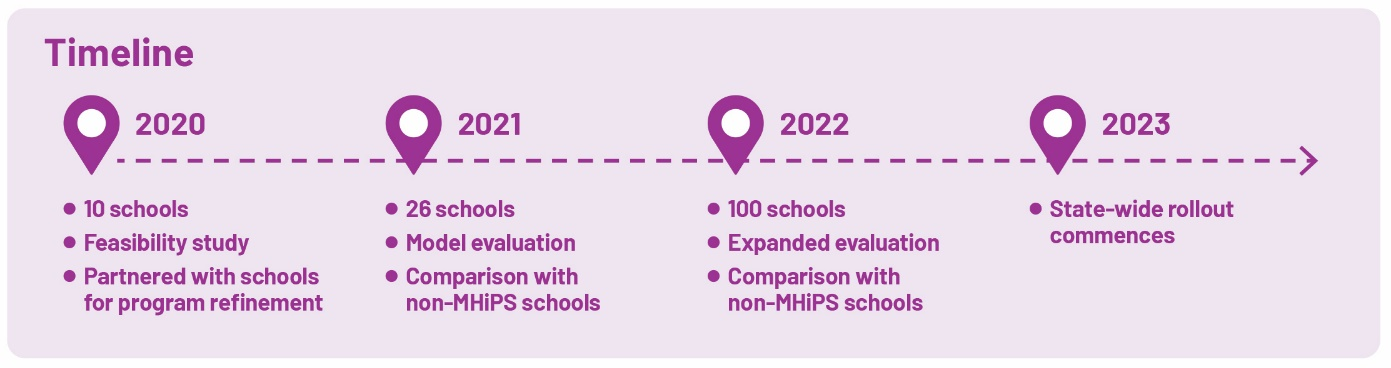 Timeline
2020
10 schools
Feasibility study
Partnered with schools
for program refinement
2021
26 schools
Model evaluation
Comparison with
non-MHiPS schools
2022
100 schools
Expanded evaluation
Comparison with
non-MHiPS schools
2023
State-wide rollout
commences